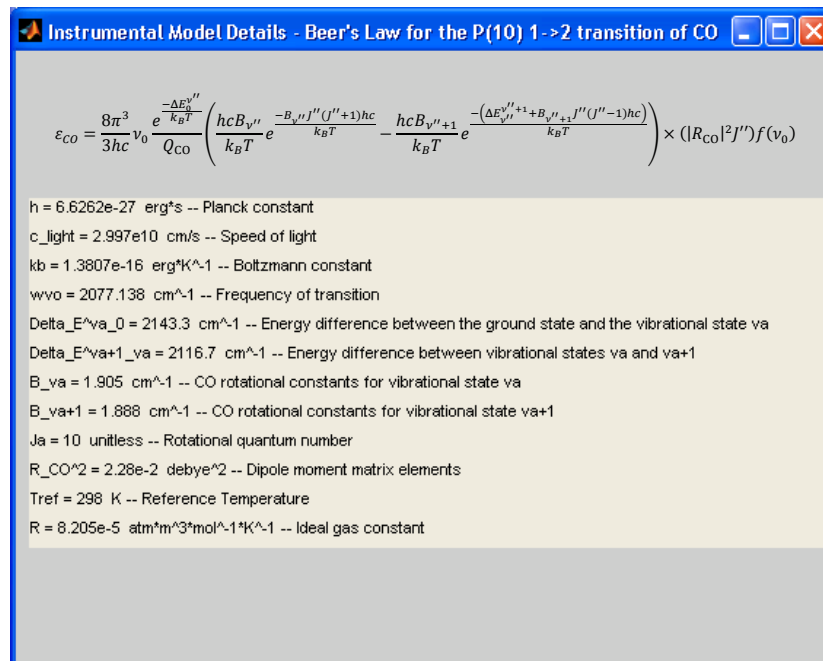 Instrumental Model Details - Beer's Law for the P(10) 1->2 transition of CO
ε_CO = 8π³/3hc ν₀ e^(-ΔE₀^ν''/k_BT)/Q_CO (hcB_ν''/k_BT e^(-B_ν''J''(J''+1)hc/k_BT) - hcB_ν''+1/k_BT e^(-(ΔE_ν''^ν''+1+B_ν''+1J''(J''-1)hc)/k_BT)) × (|R_CO|²J'')f(ν₀)
h = 6.6262e-27 erg*s -- Planck constant
c_light = 2.997e10 cm/s -- Speed of light
kb = 1.3807e-16 erg*K^-1 -- Boltzmann constant
wvo = 2077.138 cm^-1 -- Frequency of transition
Delta_E^va_0 = 2143.3 cm^-1 -- Energy difference between the ground state and the vibrational state va
Delta_E^va+1_va = 2116.7 cm^-1 -- Energy difference between vibrational states va and va+1
B_va = 1.905 cm^-1 -- CO rotational constants for vibrational state va
B_va+1 = 1.888 cm^-1 -- CO rotational constants for vibrational state va+1
Ja = 10 unitless -- Rotational quantum number
R_CO^2 = 2.28e-2 debye^2 -- Dipole moment matrix elements
Tref = 298 K -- Reference Temperature
R = 8.205e-5 atm*m^3*mol^-1*K^-1 -- Ideal gas constant